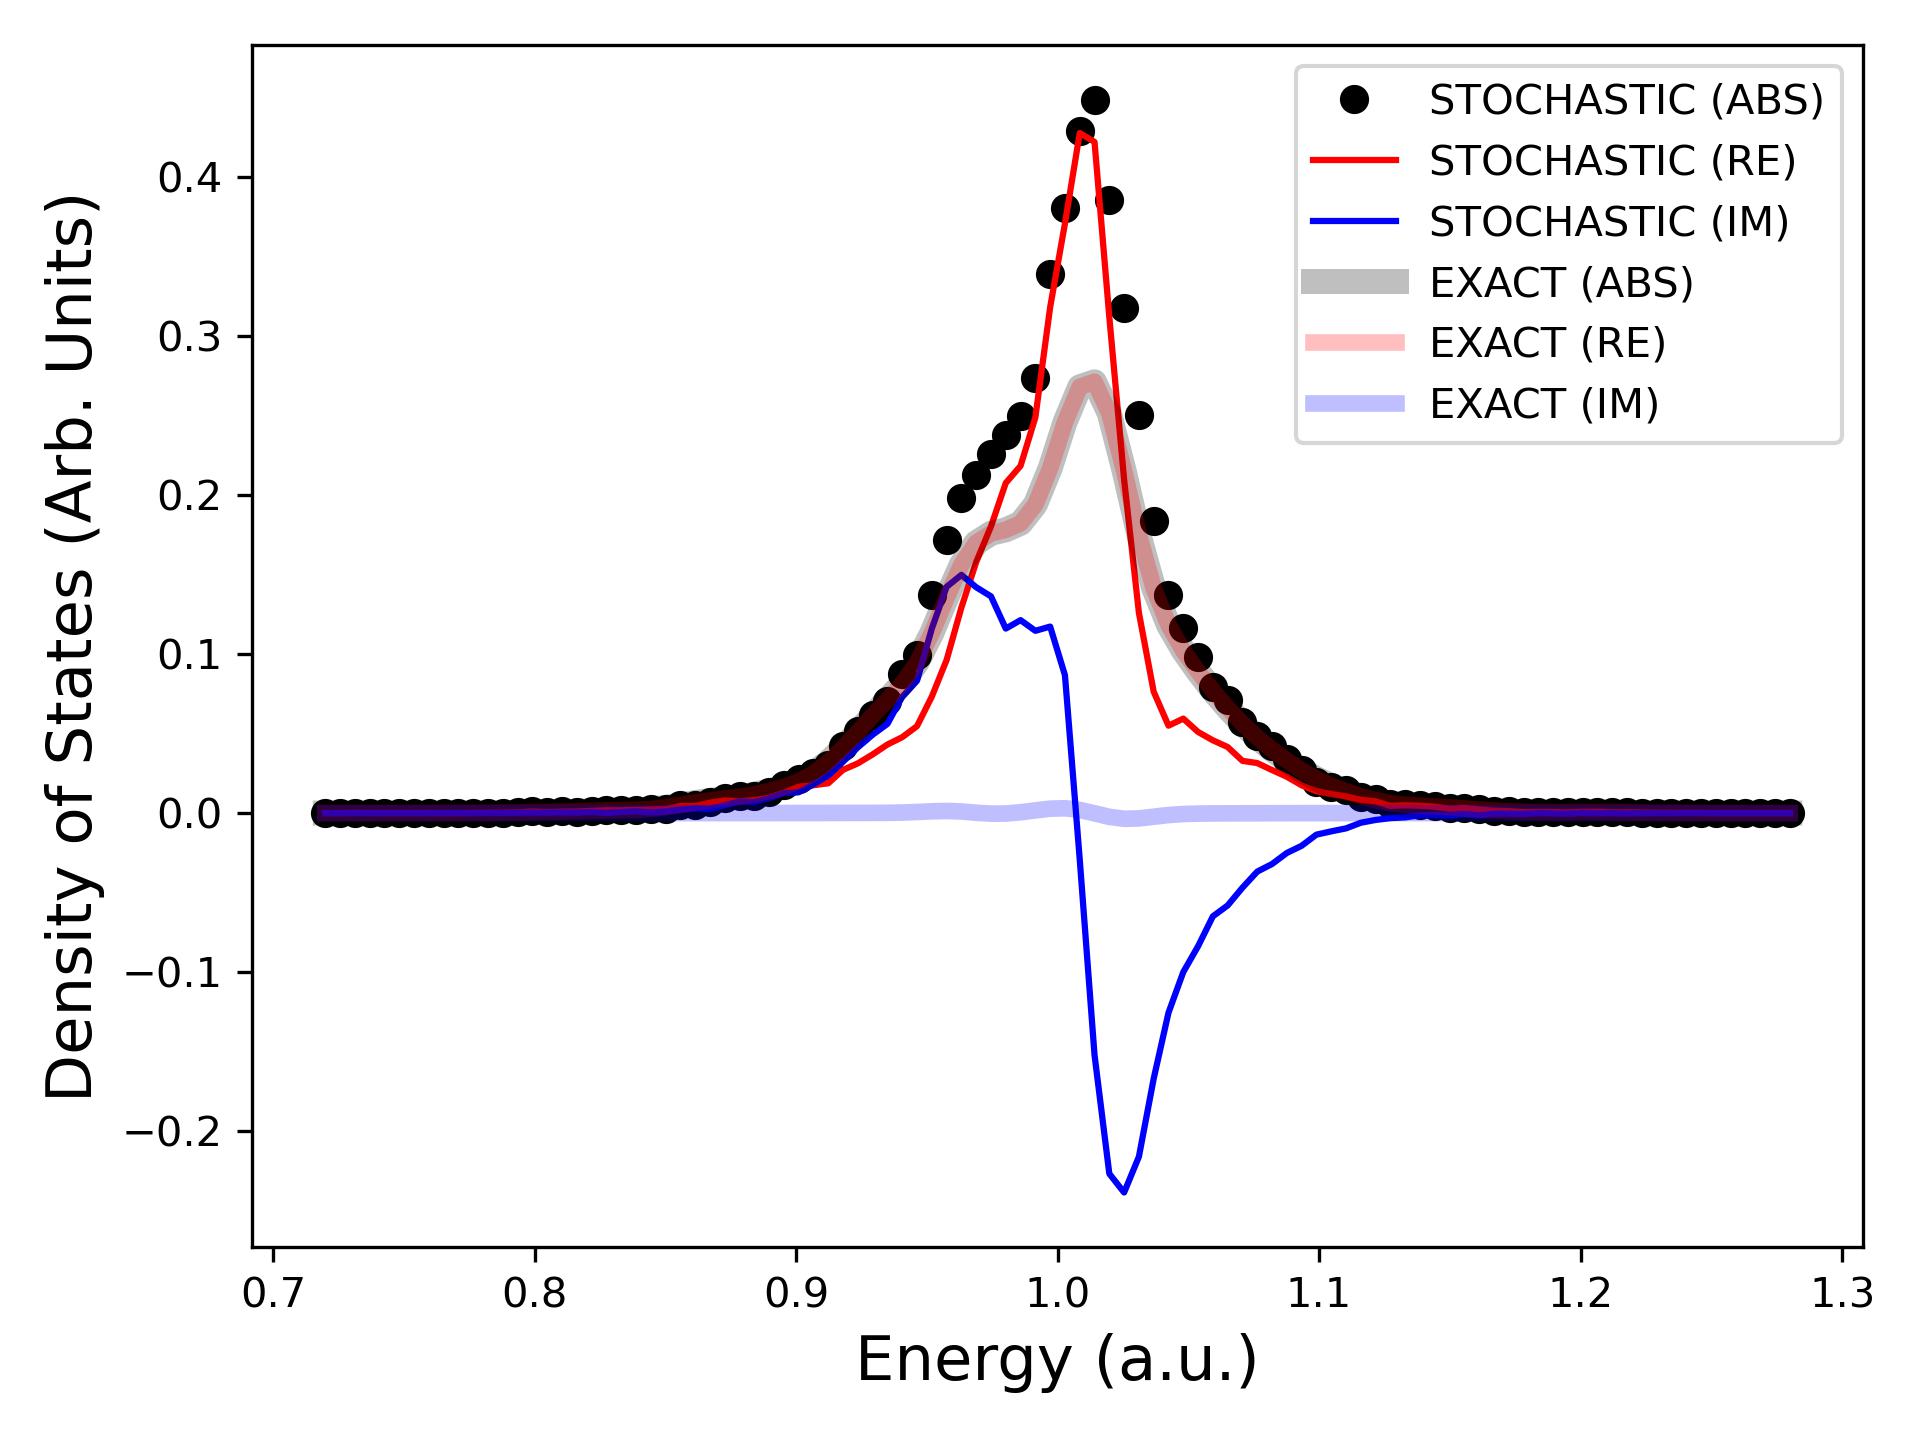 Density of States (Arb. Units)
0.4
0.3
0.2
0.1
0.0
−0.1
−0.2
STOCHASTIC (ABS)
STOCHASTIC (RE)
STOCHASTIC (IM)
EXACT (ABS)
EXACT (RE)
EXACT (IM)
0.7 0.8 0.9 1.0 1.1 1.2 1.3
Energy (a.u.)